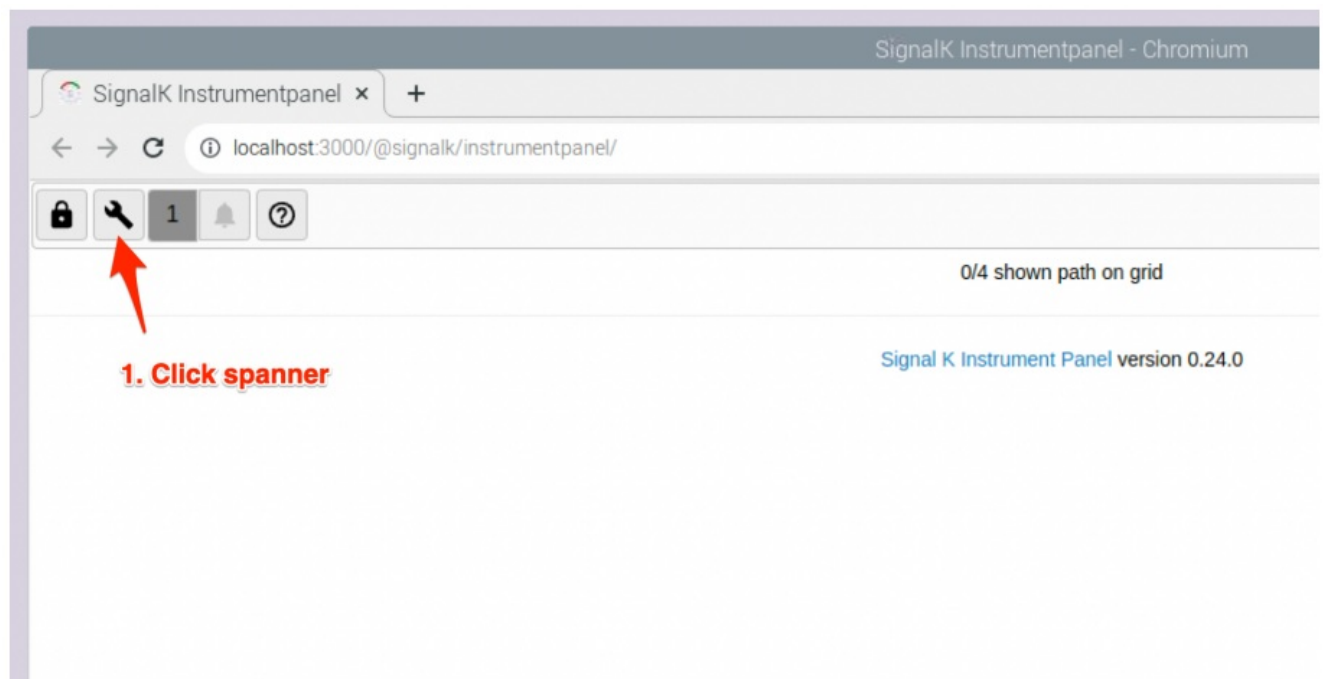 SignalK Instrumentpanel - Chromium
SignalK Instrumentpanel × +
localhost:3000/@signalk/instrumentpanel/
1
0/4 shown path on grid
1. Click spanner
Signal K Instrument Panel version 0.24.0